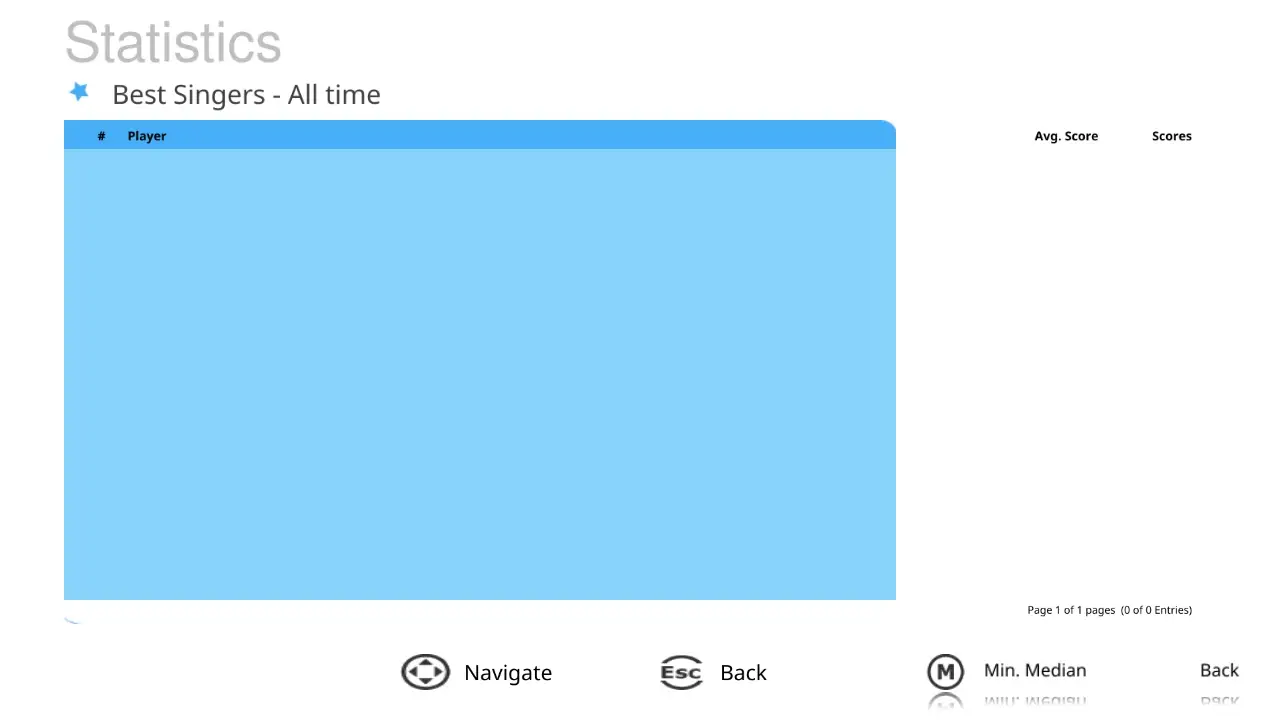 Statistics
Best Singers - All time
# Player Avg. Score Scores
Page 1 of 1 pages (0 of 0 Entries)
Navigate Esc Back M Min. Median Back